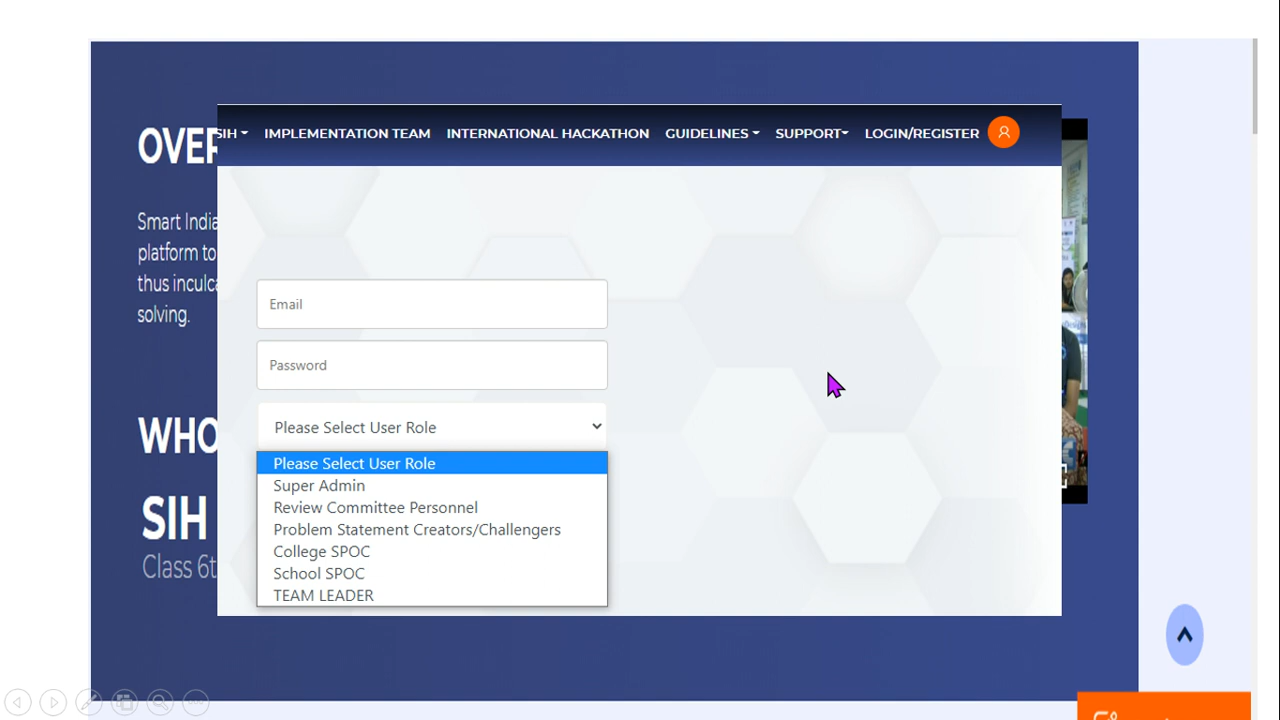 OVER
SIH IMPLEMENTATION TEAM INTERNATIONAL HACKATHON GUIDELINES SUPPORT LOGIN/REGISTER
Smart India
platform to
thus inculca
solving.
Email
Password
Please Select User Role
WHO
Please Select User Role
Super Admin
Review Committee Personnel
Problem Statement Creators/Challengers
College SPOC
School SPOC
TEAM LEADER
SIH
Class 6t